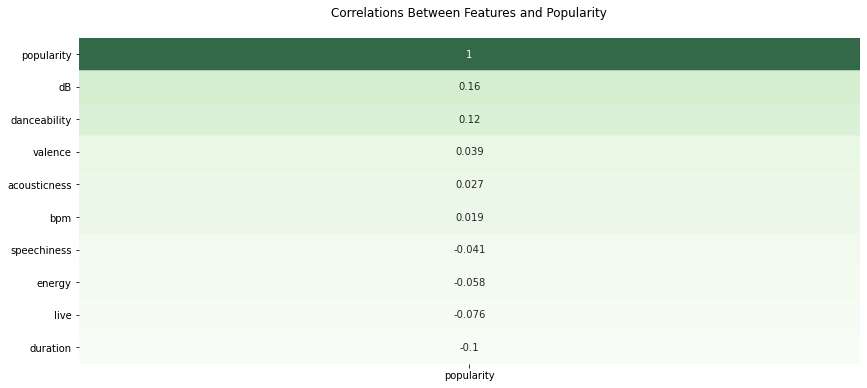 Correlations Between Features and Popularity
popularity 1
dB 0.16
danceability 0.12
valence 0.039
acousticness 0.027
bpm 0.019
speechiness -0.041
energy -0.058
live -0.076
duration -0.1
popularity